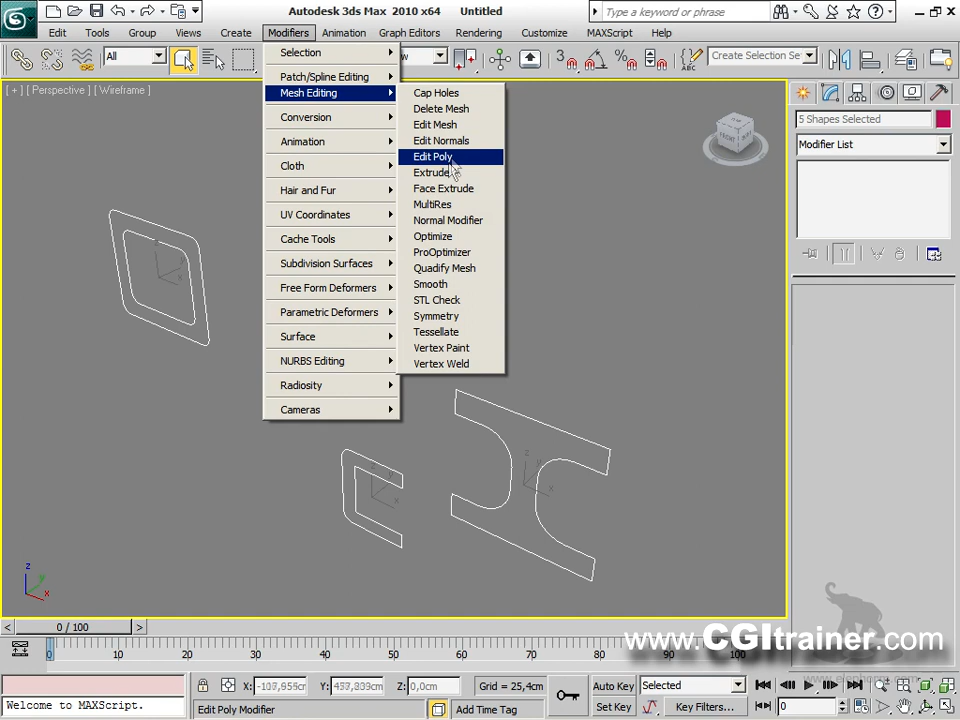 Autodesk 3ds Max 2010 x64 Untitled
Type a keyword or phrase
Edit Tools Group Views Create Modifiers Animation Graph Editors Rendering Customize MAXScript Help
All
Create Selection Se
[ + ] [ Perspective ] [ Wireframe ]
Selection
Patch/Spline Editing
Mesh Editing
Conversion
Animation
Cloth
Hair and Fur
UV Coordinates
Cache Tools
Subdivision Surfaces
Free Form Deformers
Parametric Deformers
Surface
NURBS Editing
Radiosity
Cameras
Cap Holes
Delete Mesh
Edit Mesh
Edit Normals
Edit Poly
Extrude
Face Extrude
MultiRes
Normal Modifier
Optimize
ProOptimizer
Quadify Mesh
Smooth
STL Check
Symmetry
Tessellate
Vertex Paint
Vertex Weld
5 Shapes Selected
Modifier List
z
y
x
z
x
z
y
x
z
x
0 / 100
www.CGItrainer.com
0 10 20 30 40 50 60 70 80 90 100
X: -107,955cm Y: 457,839cm Z: 0,0cm Grid = 25,4cm
Auto Key Selected
Welcome to MAXScript.
Edit Poly Modifier
Add Time Tag
Set Key
Key Filters...
0